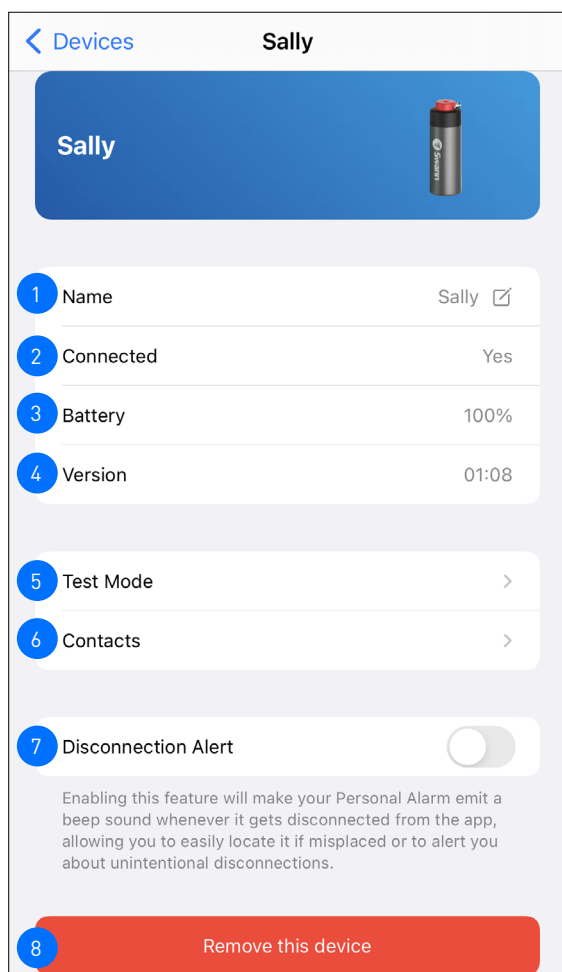 Devices
Sally
Sally
Swann
1 Name Sally
2 Connected Yes
3 Battery 100%
4 Version 01:08
5 Test Mode
6 Contacts
7 Disconnection Alert
Enabling this feature will make your Personal Alarm emit a
beep sound whenever it gets disconnected from the app,
allowing you to easily locate it if misplaced or to alert you
about unintentional disconnections.
8 Remove this device